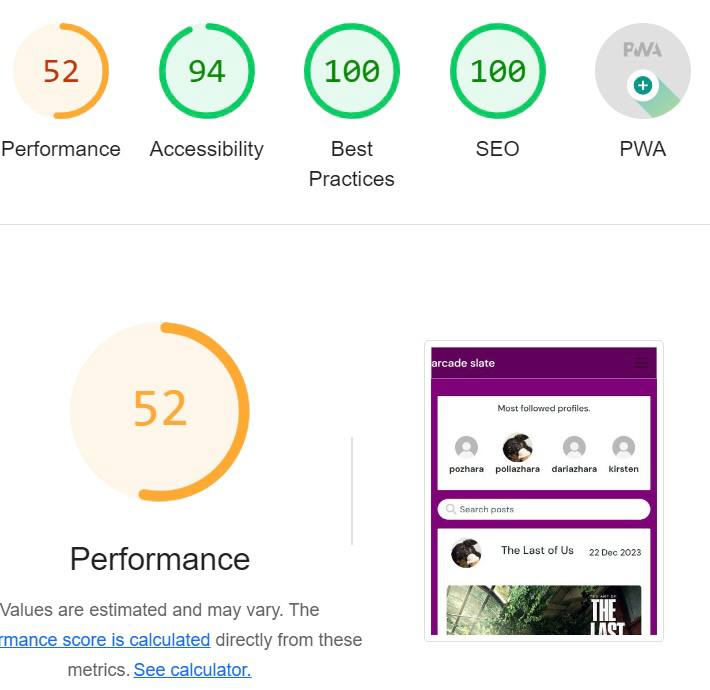 52
94
100
100
PWA
Performance
Accessibility
Best
Practices
SEO
PWA
52
Performance
Values are estimated and may vary. The
rmance score is calculated directly from these
metrics. See calculator.
arcade slate
Most followed profiles.
pozhara
poliazhara
dariazhara
kirsten
Search posts
The Last of Us
22 Dec 2023
THE ART OF
THE
LAST